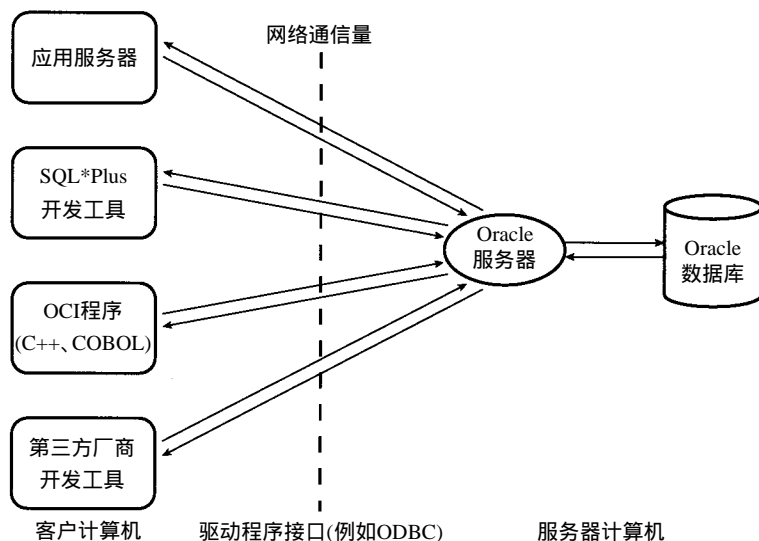 网络通信量
应用服务器
SQL*Plus
开发工具
Oracle
服务器
Oracle
数据库
OCI程序
(C++、COBOL)
第三方厂商
开发工具
客户计算机
驱动程序接口(例如ODBC)
服务器计算机